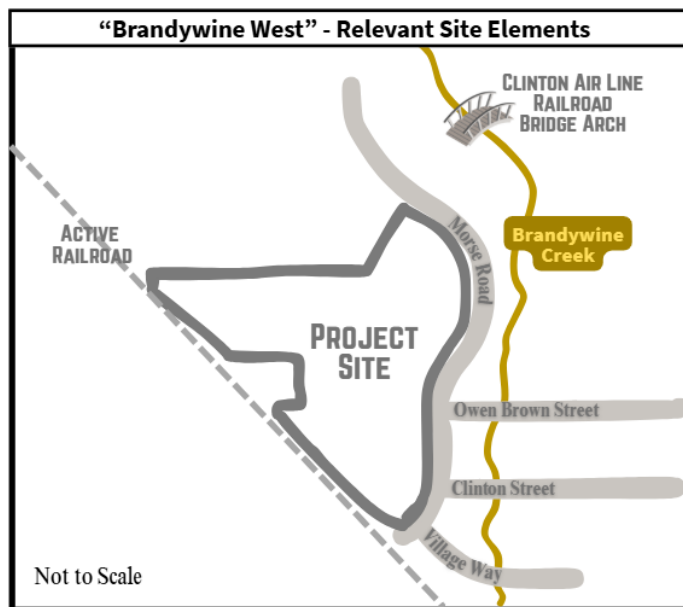 “Brandywine West” - Relevant Site Elements
Clinton Air Line
Railroad
Bridge Arch
Active
Railroad
Morse Road
Brandywine
Creek
Project
Site
Owen Brown Street
Clinton Street
Village Way
Not to Scale